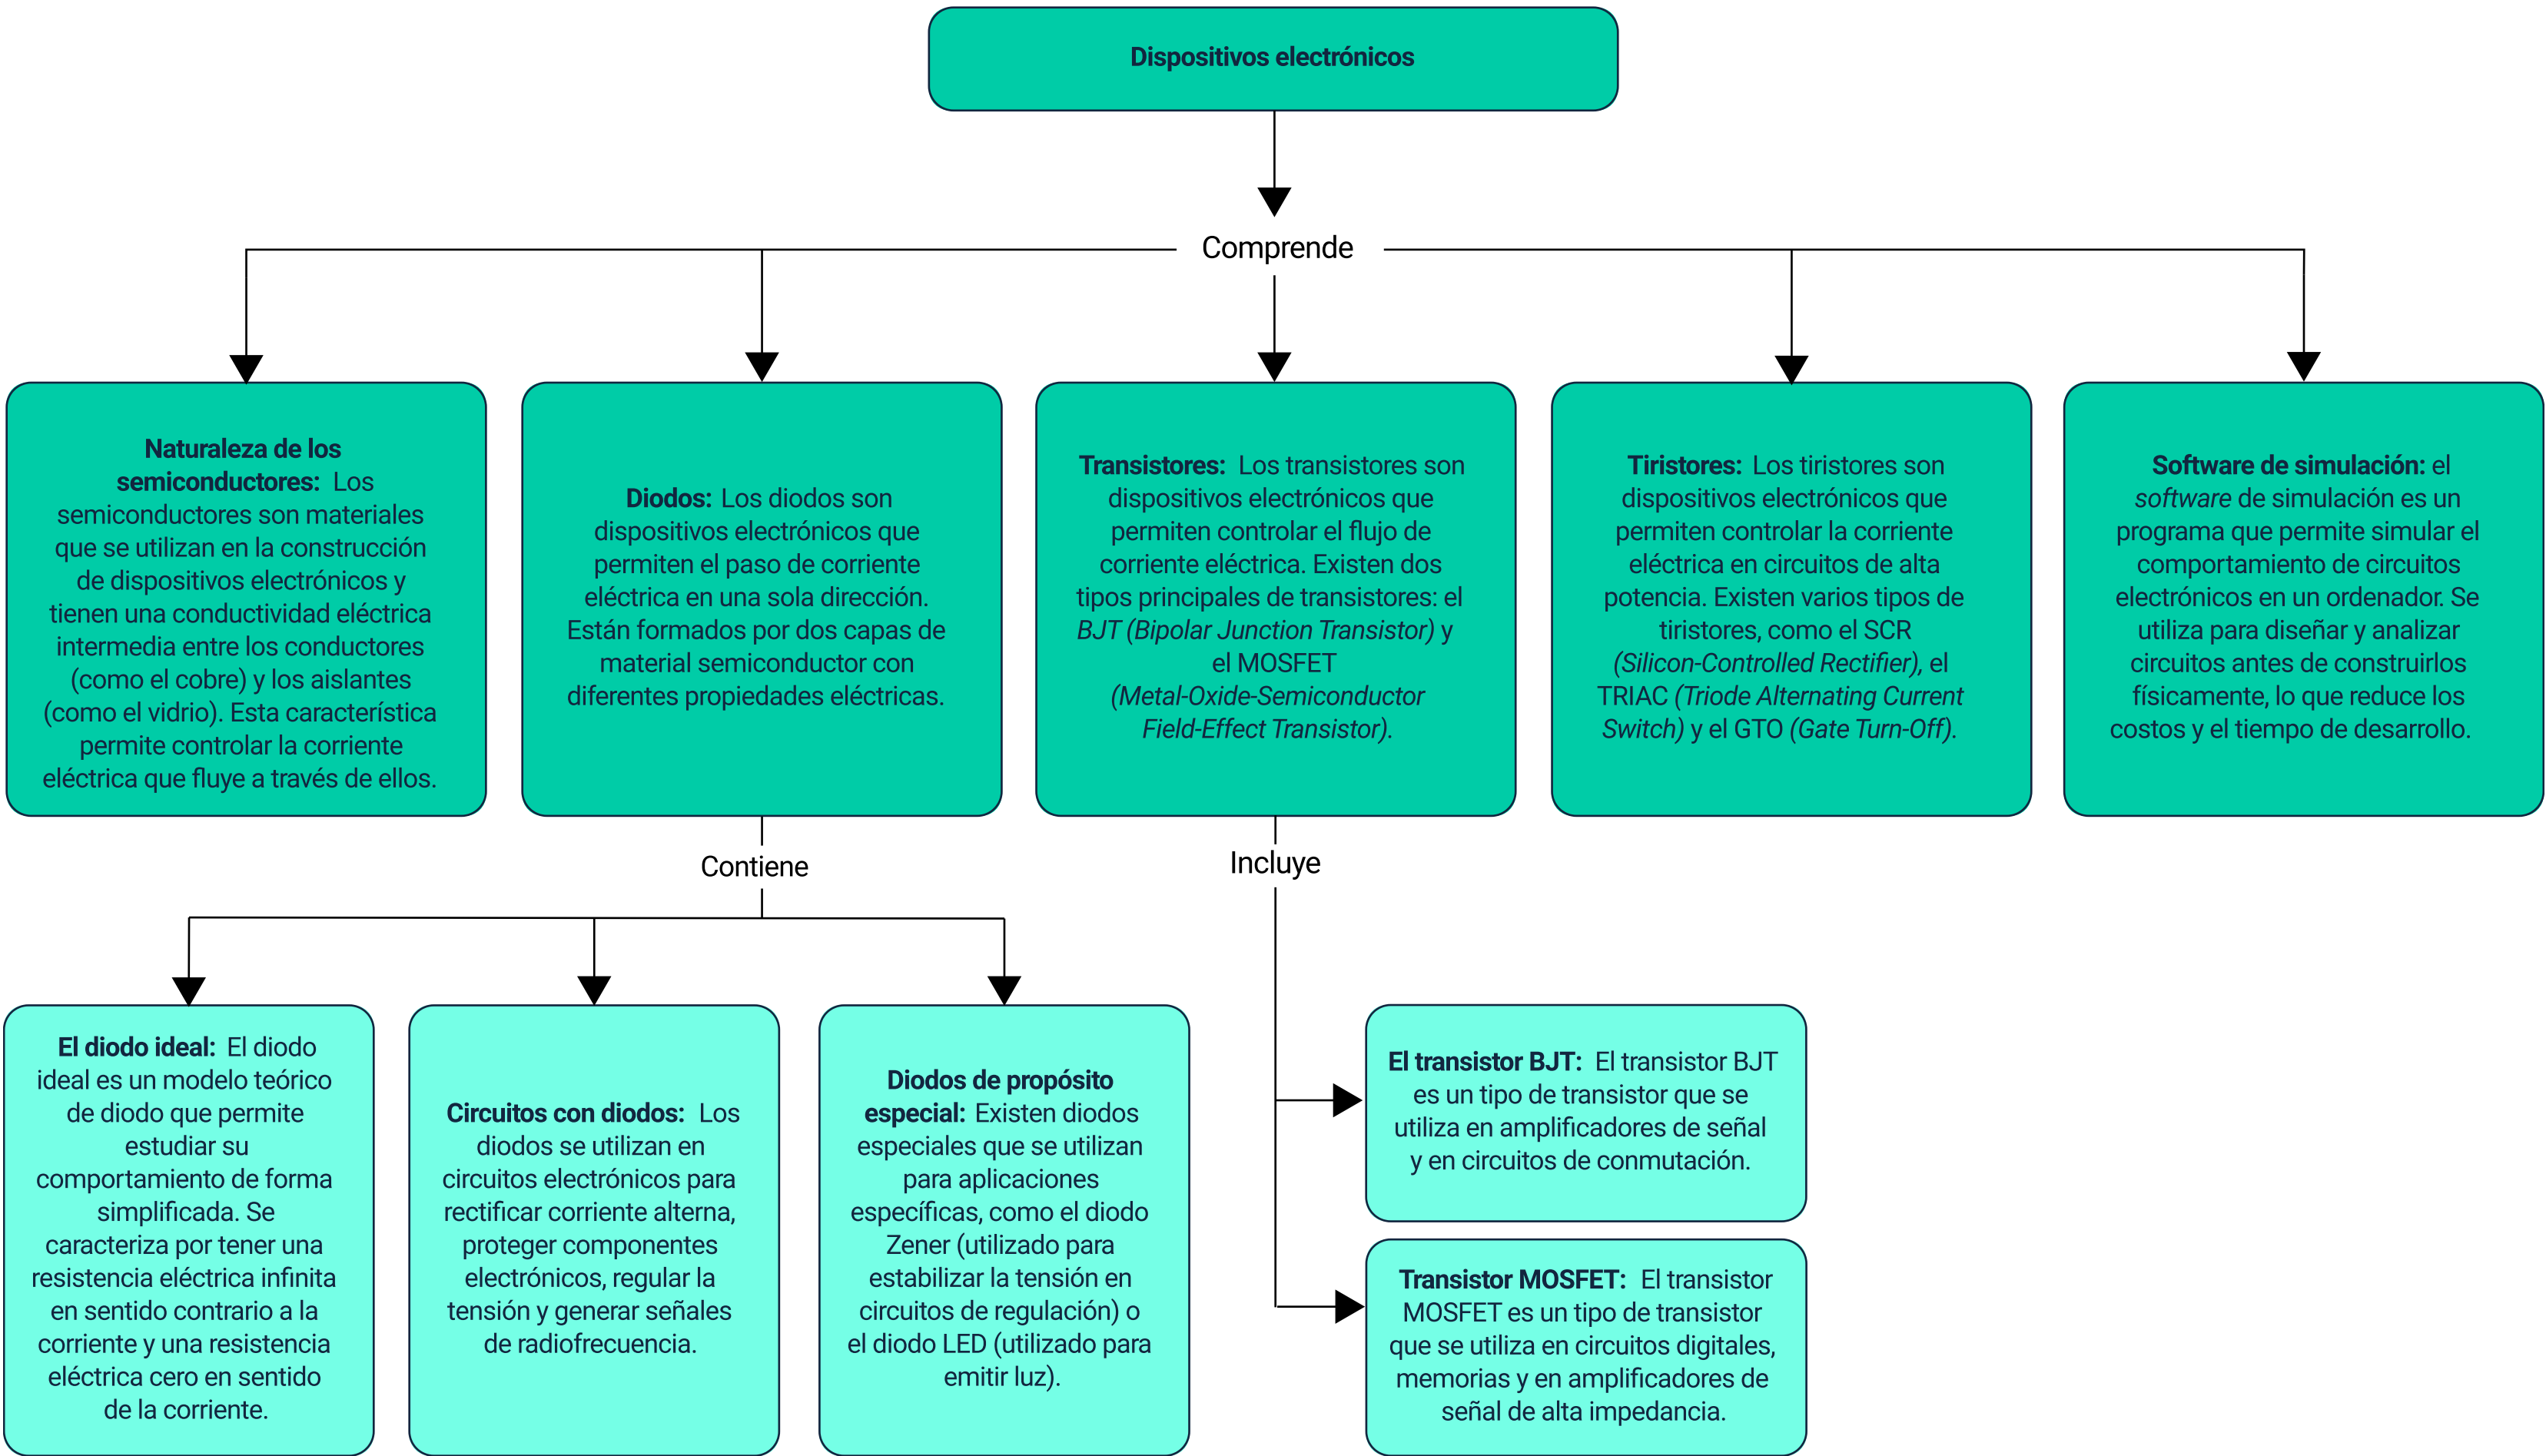 Dispositivos electrónicos
Comprende
Naturaleza de los
semiconductores: Los
semiconductores son materiales
que se utilizan en la construcción
de dispositivos electrónicos y
tienen una conductividad eléctrica
intermedia entre los conductores
(como el cobre) y los aislantes
(como el vidrio). Esta característica
permite controlar la corriente
eléctrica que fluye a través de ellos.
Diodos: Los diodos son
dispositivos electrónicos que
permiten el paso de corriente
eléctrica en una sola dirección.
Están formados por dos capas de
material semiconductor con
diferentes propiedades eléctricas.
Transistores: Los transistores son
dispositivos electrónicos que
permiten controlar el flujo de
corriente eléctrica. Existen dos
tipos principales de transistores: el
BJT (Bipolar Junction Transistor) y
el MOSFET
(Metal-Oxide-Semiconductor
Field-Effect Transistor).
Tiristores: Los tiristores son
dispositivos electrónicos que
permiten controlar la corriente
eléctrica en circuitos de alta
potencia. Existen varios tipos de
tiristores, como el SCR
(Silicon-Controlled Rectifier), el
TRIAC (Triode Alternating Current
Switch) y el GTO (Gate Turn-Off).
Software de simulación: el
software de simulación es un
programa que permite simular el
comportamiento de circuitos
electrónicos en un ordenador. Se
utiliza para diseñar y analizar
circuitos antes de construirlos
físicamente, lo que reduce los
costos y el tiempo de desarrollo.
Contiene
Incluye
El diodo ideal: El diodo
ideal es un modelo teórico
de diodo que permite
estudiar su
comportamiento de forma
simplificada. Se
caracteriza por tener una
resistencia eléctrica infinita
en sentido contrario a la
corriente y una resistencia
eléctrica cero en sentido
de la corriente.
Circuitos con diodos: Los
diodos se utilizan en
circuitos electrónicos para
rectificar corriente alterna,
proteger componentes
electrónicos, regular la
tensión y generar señales
de radiofrecuencia.
Diodos de propósito
especial: Existen diodos
especiales que se utilizan
para aplicaciones
específicas, como el diodo
Zener (utilizado para
estabilizar la tensión en
circuitos de regulación) o
el diodo LED (utilizado para
emitir luz).
El transistor BJT: El transistor BJT
es un tipo de transistor que se
utiliza en amplificadores de señal
y en circuitos de conmutación.
Transistor MOSFET: El transistor
MOSFET es un tipo de transistor
que se utiliza en circuitos digitales,
memorias y en amplificadores de
señal de alta impedancia.